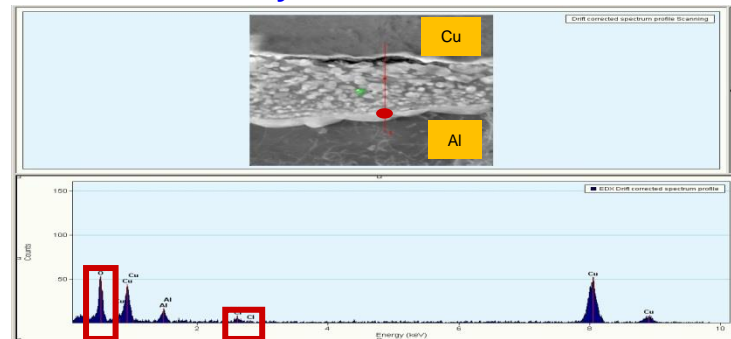 Drift corrected spectrum profile Scanning
Cu
Al
EDX Drift corrected spectrum profile
150
100
50
Counts
O
Cu
Cu
Al
Al
Cl
Cu
Cu
2
4
6
8
10
Energy (keV)